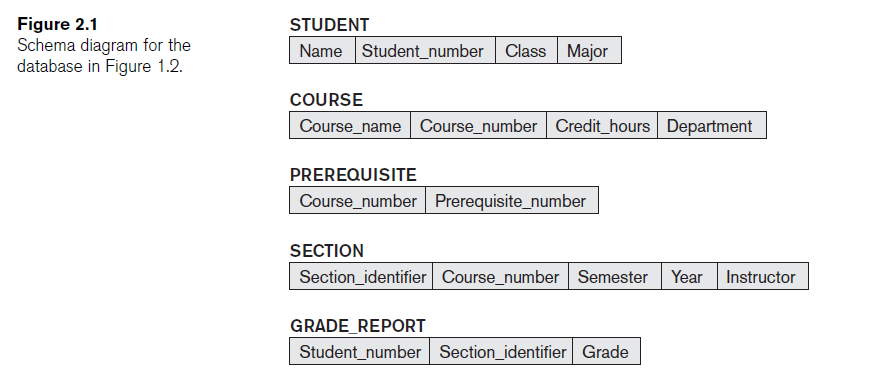 Figure 2.1
Schema diagram for the
database in Figure 1.2.
STUDENT
Name Student_number Class Major
COURSE
Course_name Course_number Credit_hours Department
PREREQUISITE
Course_number Prerequisite_number
SECTION
Section_identifier Course_number Semester Year Instructor
GRADE_REPORT
Student_number Section_identifier Grade